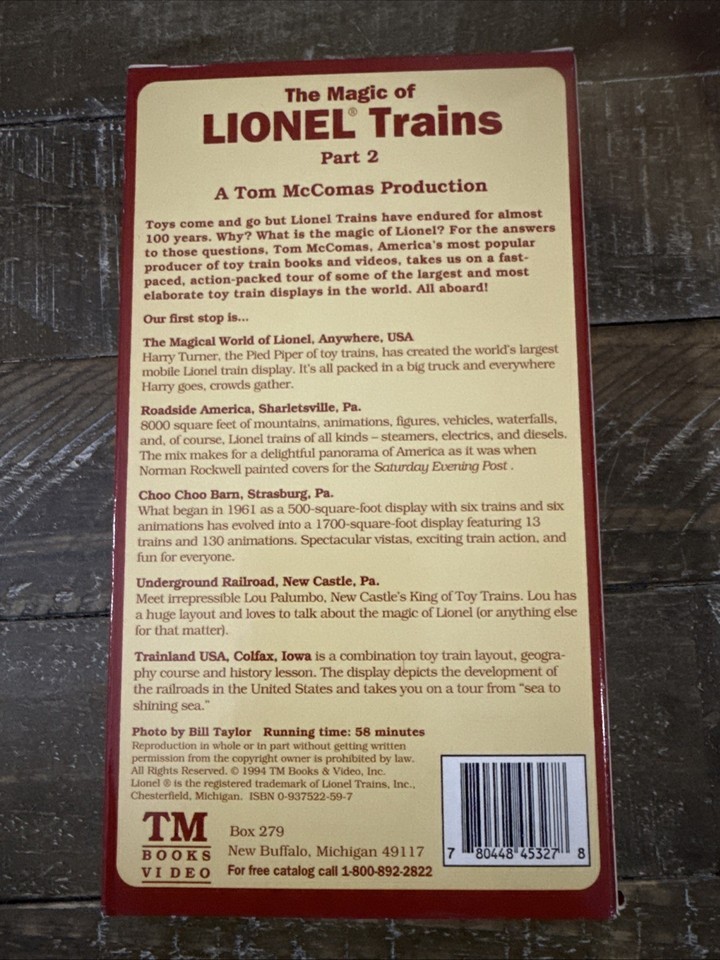 The Magic of
LIONEL® Trains
Part 2
A Tom McComas Production
Toys come and go but Lionel Trains have endured for almost
100 years. Why? What is the magic of Lionel? For the answers
to those questions, Tom McComas, America's most popular
producer of toy train books and videos, takes us on a fast-
paced, action-packed tour of some of the largest and most
elaborate toy train displays in the world. All aboard!
Our first stop is...
The Magical World of Lionel, Anywhere, USA
Harry Turner, the Pied Piper of toy trains, has created the world's largest
mobile Lionel train display. It's all packed in a big truck and everywhere
Harry goes, crowds gather.
Roadside America, Sharletsville, Pa.
8000 square feet of mountains, animations, figures, vehicles, waterfalls,
and, of course, Lionel trains of all kinds – steamers, electrics, and diesels.
The mix makes for a delightful panorama of America as it was when
Norman Rockwell painted covers for the Saturday Evening Post .
Choo Choo Barn, Strasburg, Pa.
What began in 1961 as a 500-square-foot display with six trains and six
animations has evolved into a 1700-square-foot display featuring 13
trains and 130 animations. Spectacular vistas, exciting train action, and
fun for everyone.
Underground Railroad, New Castle, Pa.
Meet irrepressible Lou Palumbo, New Castle's King of Toy Trains. Lou has
a huge layout and loves to talk about the magic of Lionel (or anything else
for that matter).
Trainland USA, Colfax, Iowa is a combination toy train layout, geogra-
phy course and history lesson. The display depicts the development of
the railroads in the United States and takes you on a tour from "sea to
shining sea."
Photo by Bill Taylor Running time: 58 minutes
Reproduction in whole or in part without getting written
permission from the copyright owner is prohibited by law.
All Rights Reserved. © 1994 TM Books & Video, Inc.
Lionel ® is the registered trademark of Lionel Trains, Inc.,
Chesterfield, Michigan. ISBN 0-937522-59-7
TM
BOOKS
VIDEO
Box 279
New Buffalo, Michigan 49117
For free catalog call 1-800-892-2822
7 80448 45327 8